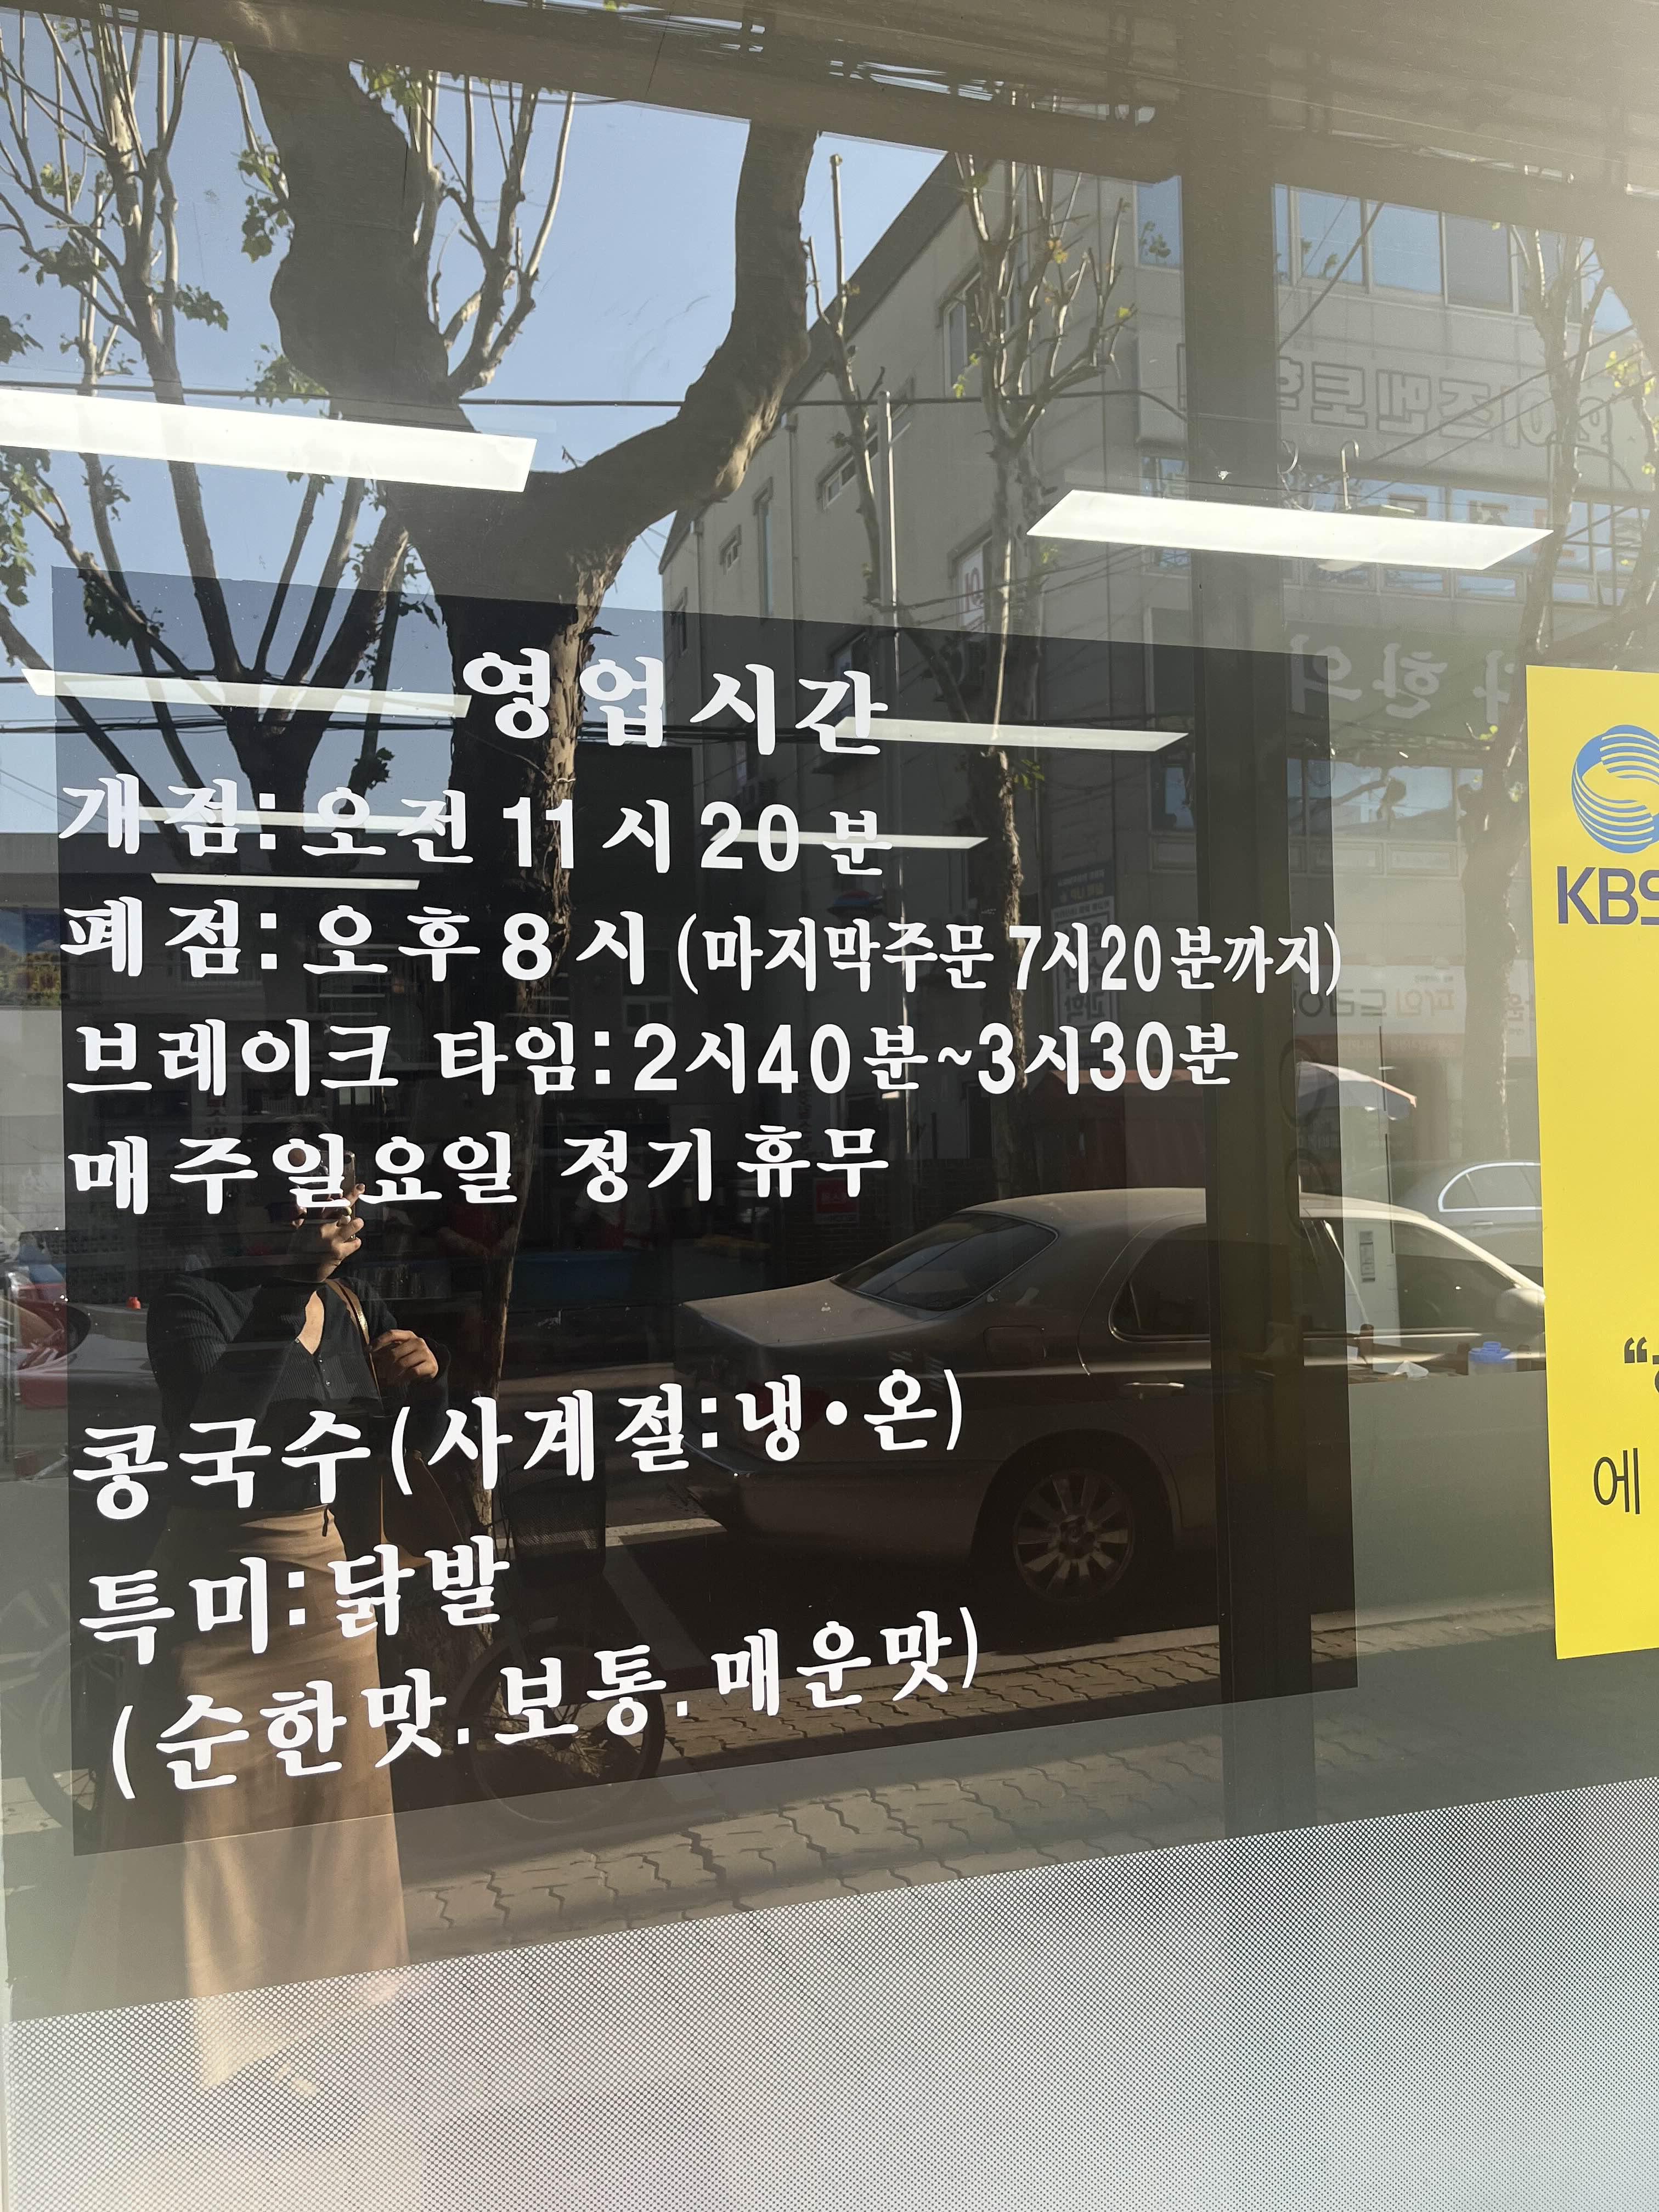 영업시간
개점: 오전 11시 20분
폐점: 오후 8시 (마지막주문 7시20분까지)
브레이크 타임: 2시40분~3시30분
매주일요일 정기휴무
콩국수(사계절:냉•온)
특미:닭발
(순한맛.보통.매운맛)
KBS
에